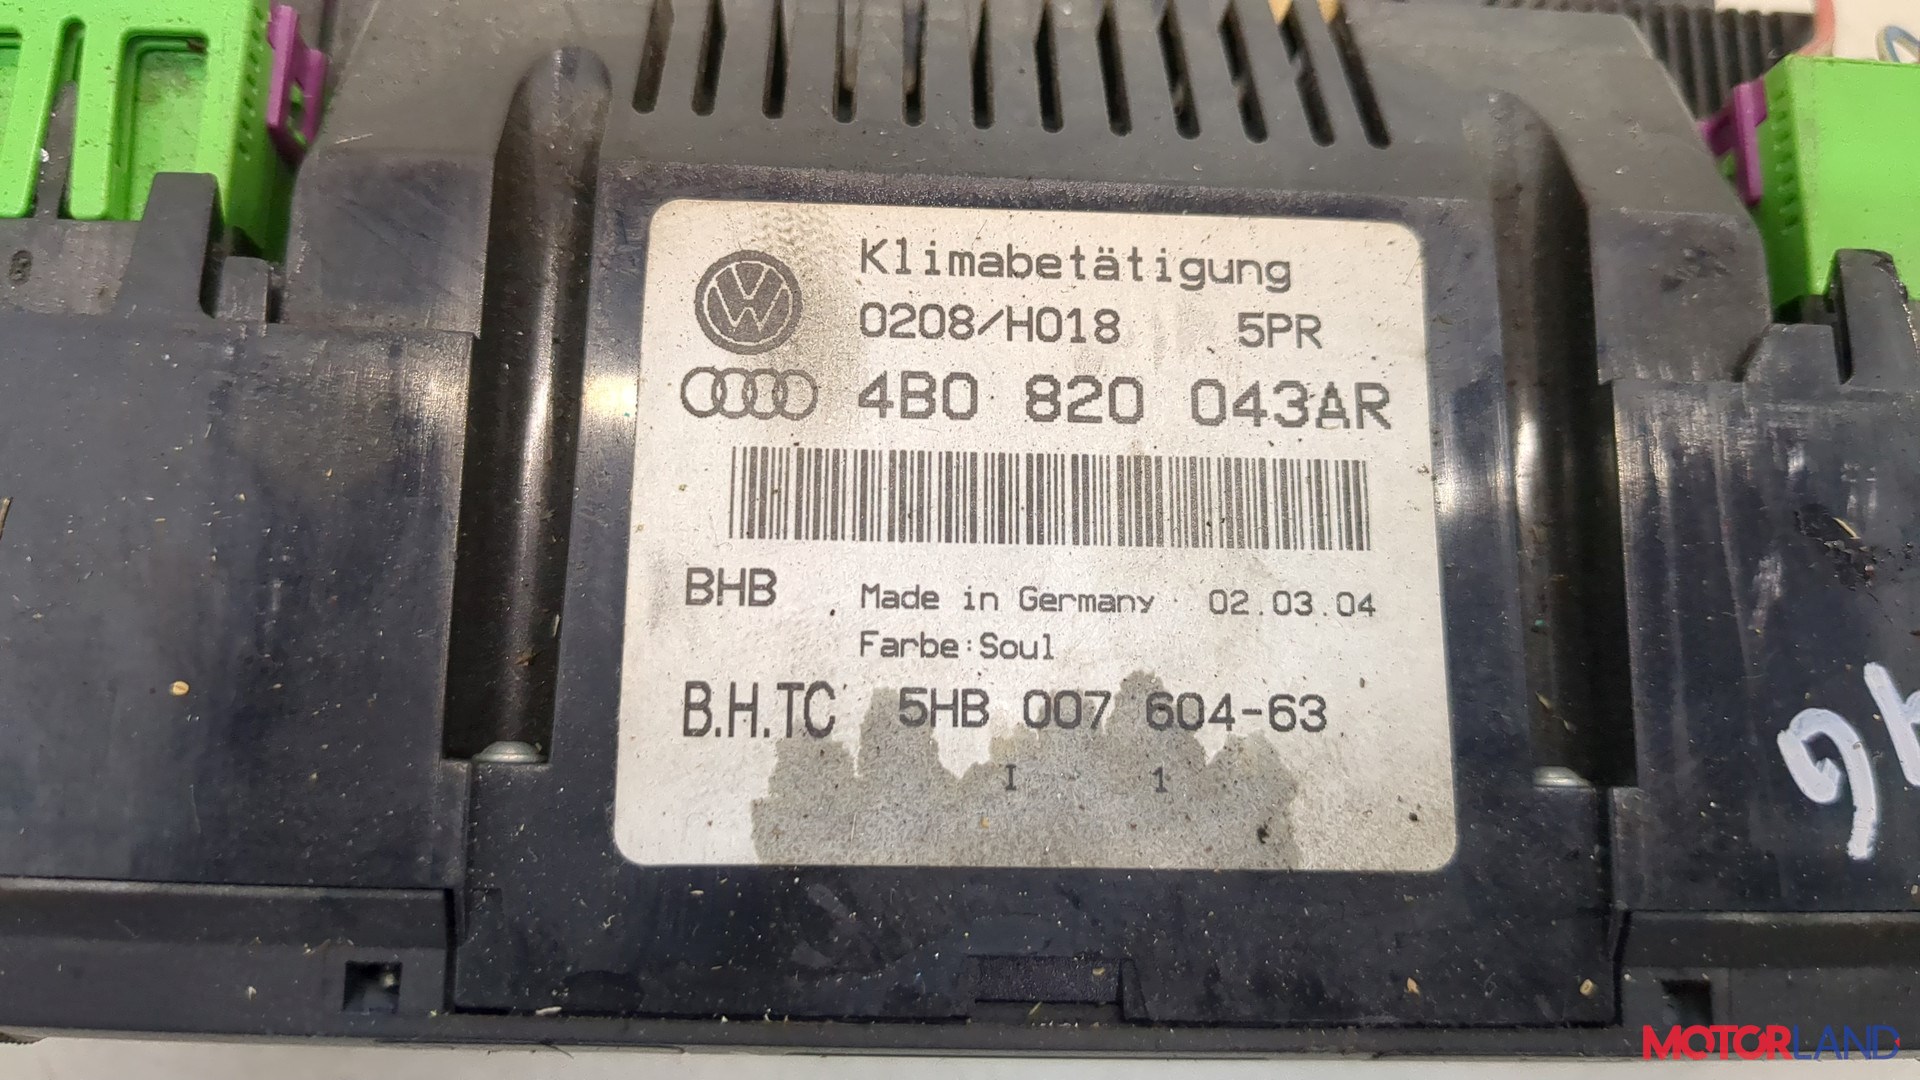 Klimabetätigung
0208/H018 5PR
4B0 820 043AR
BHB Made in Germany 02.03.04
Farbe:Soul
B.H.TC 5HB 007 604-63
I 1
MOTORLAND